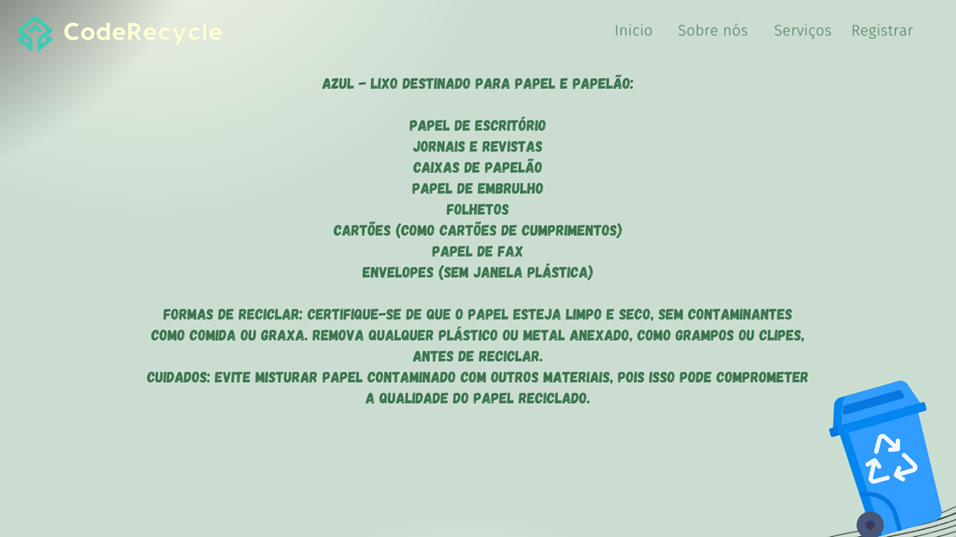 CodeRecycle
Inicio Sobre nós Serviços Registrar
AZUL - LIXO DESTINADO PARA PAPEL E PAPELÃO:
PAPEL DE ESCRITÓRIO
JORNAIS E REVISTAS
CAIXAS DE PAPELÃO
PAPEL DE EMBRULHO
FOLHETOS
CARTÕES (COMO CARTÕES DE CUMPRIMENTOS)
PAPEL DE FAX
ENVELOPES (SEM JANELA PLÁSTICA)
FORMAS DE RECICLAR: CERTIFIQUE-SE DE QUE O PAPEL ESTEJA LIMPO E SECO, SEM CONTAMINANTES
COMO COMIDA OU GRAXA. REMOVA QUALQUER PLÁSTICO OU METAL ANEXADO, COMO GRAMPOS OU CLIPES,
ANTES DE RECICLAR.
CUIDADOS: EVITE MISTURAR PAPEL CONTAMINADO COM OUTROS MATERIAIS, POIS ISSO PODE COMPROMETER
A QUALIDADE DO PAPEL RECICLADO.